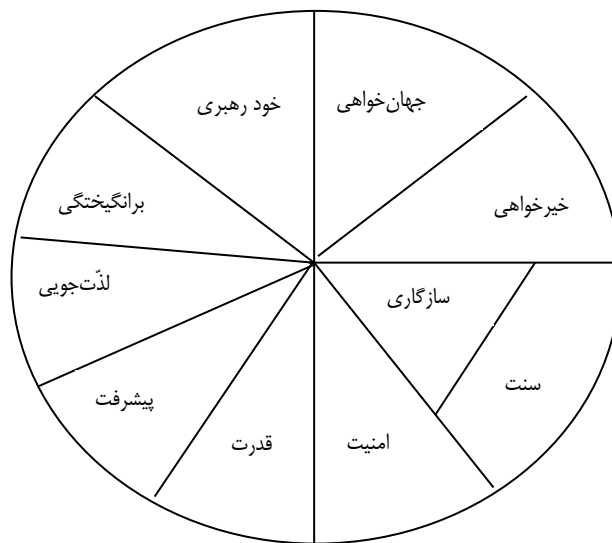 جهان‌خواهی
خود رهبری
خیرخواهی
برانگیختگی
لذّت‌جویی
سازگاری
سنت
پیشرفت
امنیت
قدرت